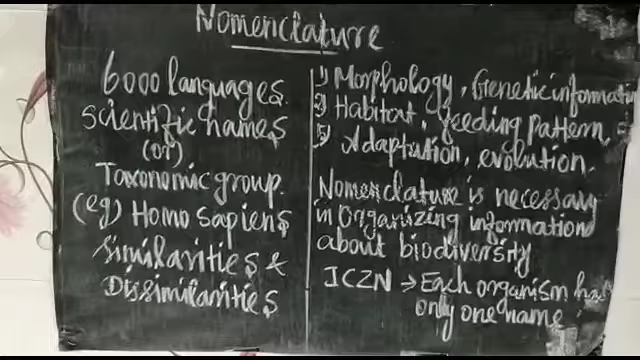 Nomenclature
6000 languages.
Scientific names
(or)
Taxonomic group.
(eg) Homo sapiens
Similarities &
Dissimilarities
1) Morphology, Genetic informati
2) Habitat, feeding pattern,
3) Adaptation, evolution.
Nomenclature is necessary
in Organizing information
about biodiversity
ICZN → Each organism has
only one name